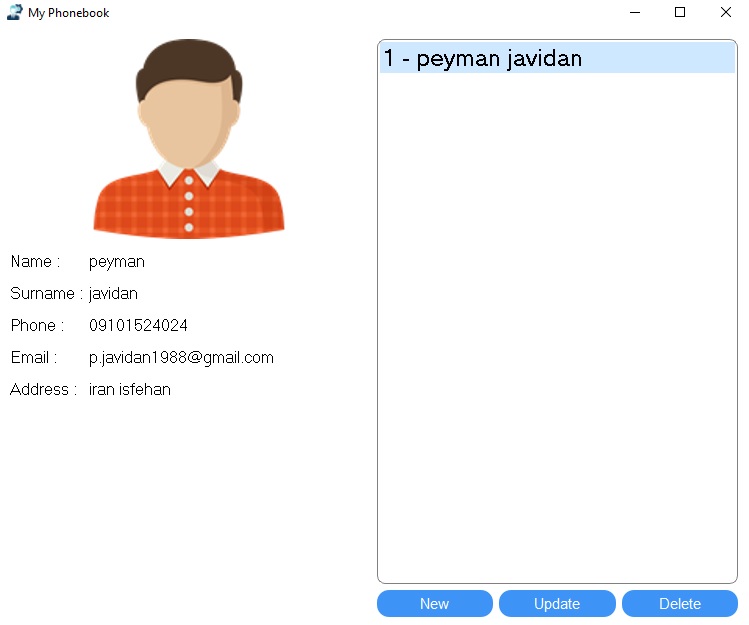 My Phonebook
Name : peyman
Surname : javidan
Phone : 09101524024
Email : p.javidan1988@gmail.com
Address : iran isfehan
1 - peyman javidan
New Update Delete